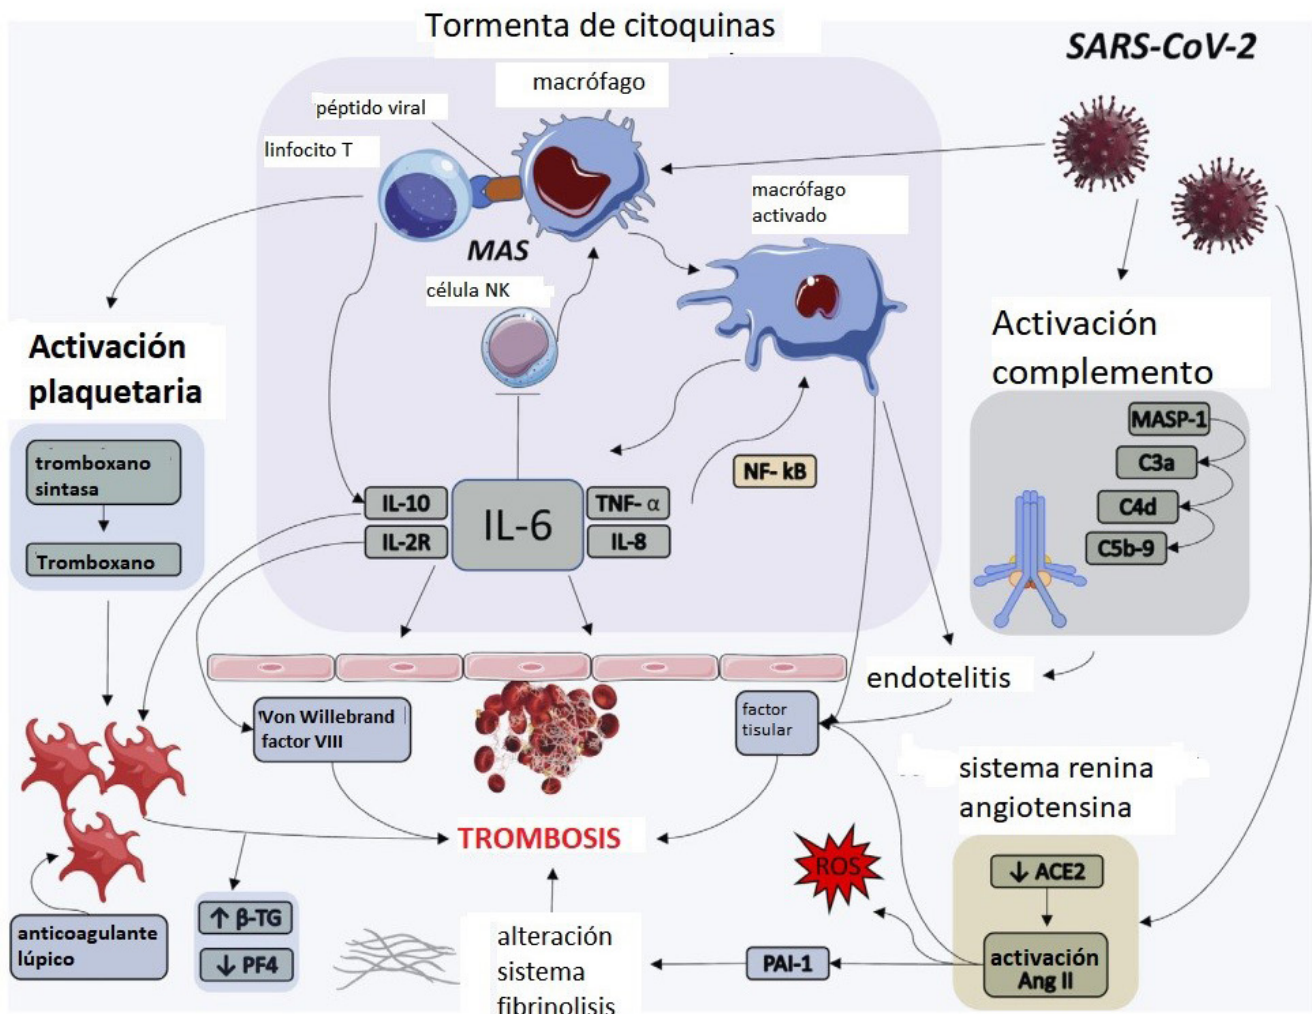 Tormenta de citoquinas
SARS-CoV-2
macrófago
péptido viral
linfocito T
macrófago
activado
MAS
célula NK
Activación
plaquetaria
Activación
complemento
tromboxano
sintasa
Tromboxano
MASP-1
C3a
C4d
C5b-9
NF- kB
IL-10
IL-2R
IL-6
TNF- α
IL-8
endotelitis
Von Willebrand
factor VIII
factor
tisular
sistema renina
angiotensina
TROMBOSIS
ROS
↓ ACE2
activación
Ang II
PAI-1
alteración
sistema
fibrinolisis
anticoagulante
lúpico
↑ β-TG
↓ PF4